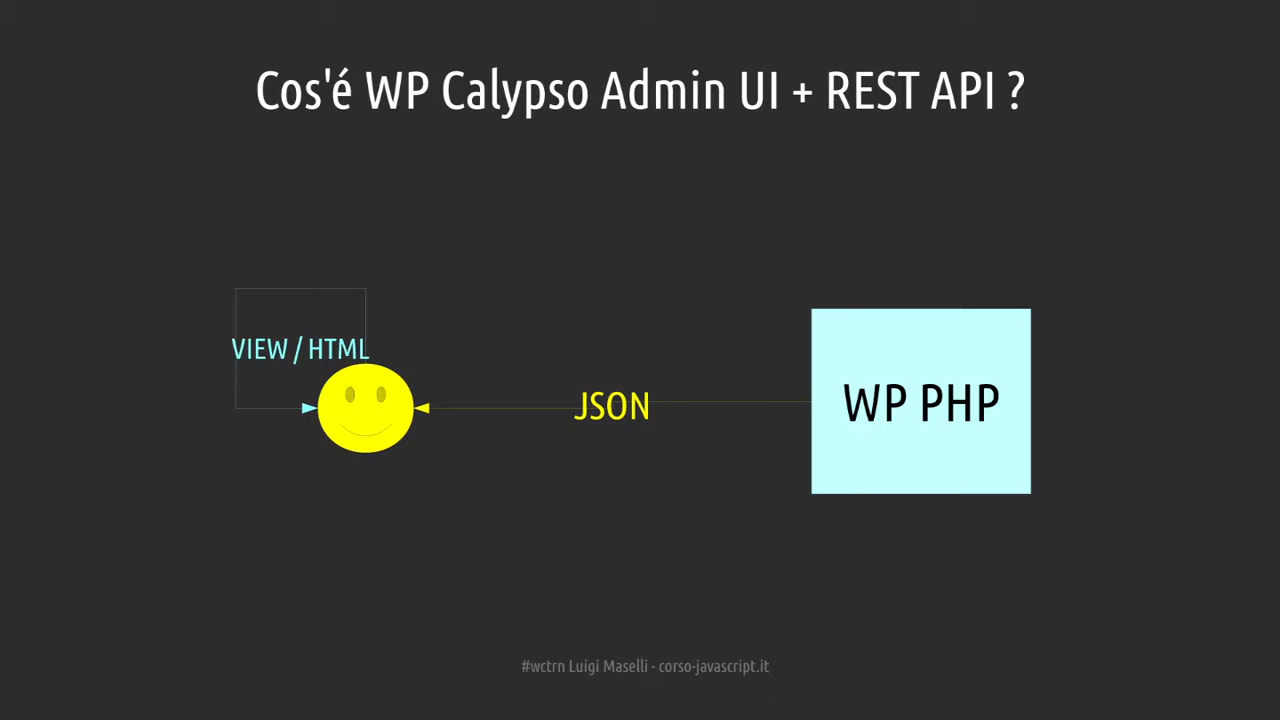 Cos'é WP Calypso Admin UI + REST API ?
VIEW / HTML
JSON
WP PHP
#wctrn Luigi Maselli - corso-javascript.it